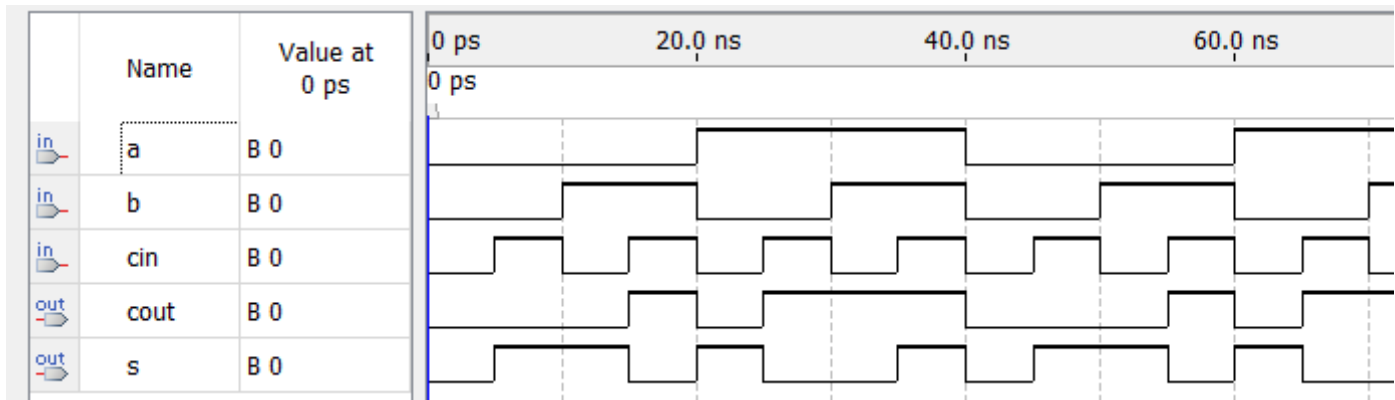 Name
Value at
0 ps
0 ps 20.0 ns 40.0 ns 60.0 ns
0 ps
in a B 0
in b B 0
in cin B 0
out cout B 0
out s B 0